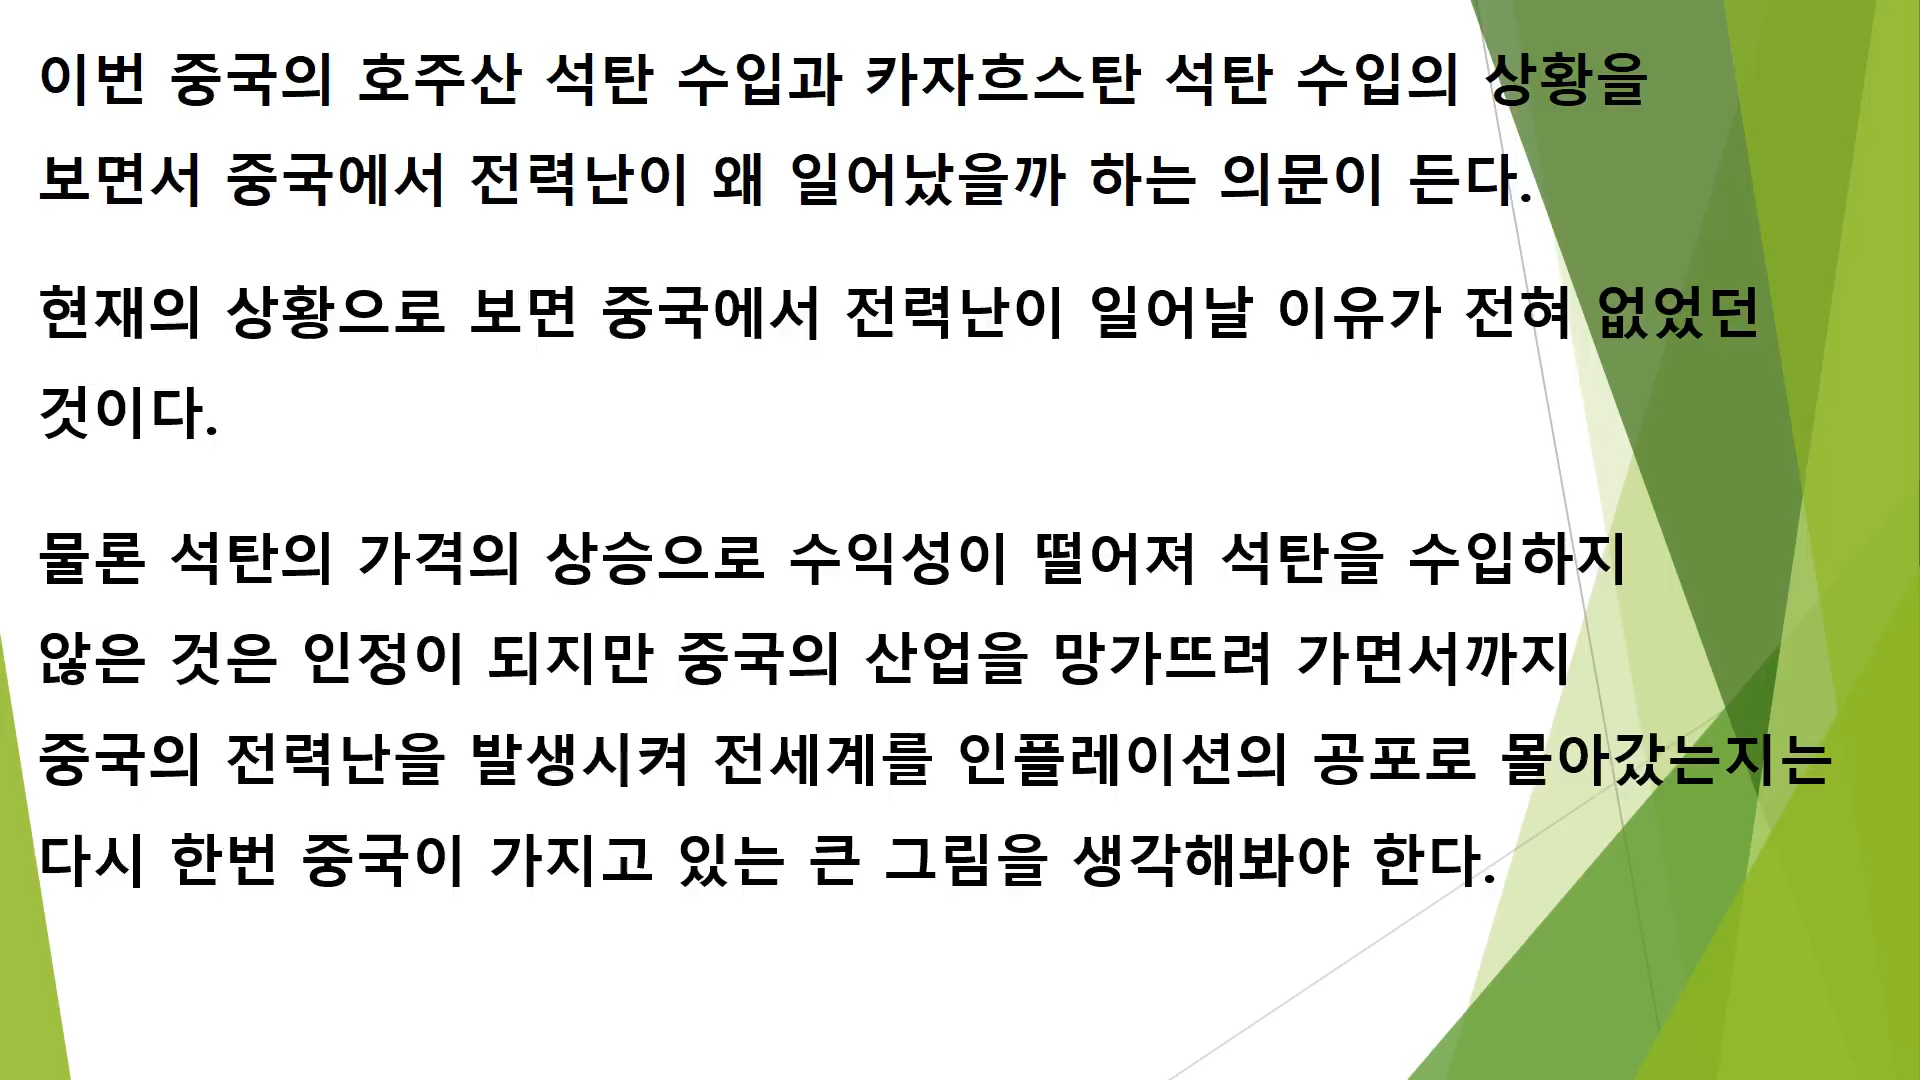 이번 중국의 호주산 석탄 수입과 카자흐스탄 석탄 수입의 상황을
보면서 중국에서 전력난이 왜 일어났을까 하는 의문이 든다.
현재의 상황으로 보면 중국에서 전력난이 일어날 이유가 전혀 없었던
것이다.
물론 석탄의 가격의 상승으로 수익성이 떨어져 석탄을 수입하지
않은 것은 인정이 되지만 중국의 산업을 망가뜨려 가면서까지
중국의 전력난을 발생시켜 전세계를 인플레이션의 공포로 몰아갔는지는
다시 한번 중국이 가지고 있는 큰 그림을 생각해봐야 한다.